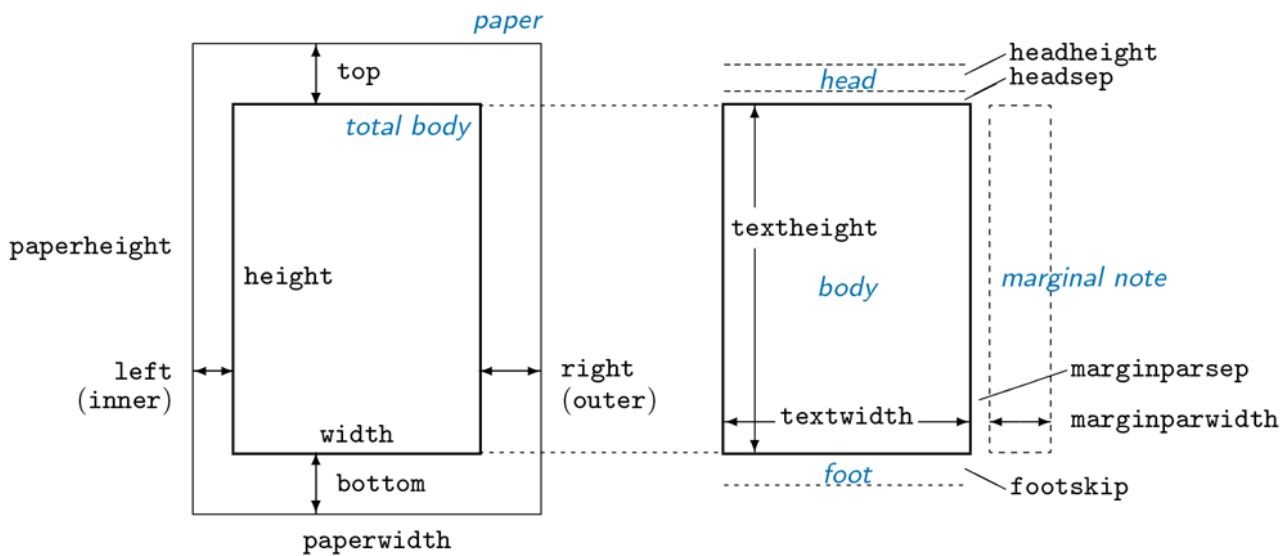 paper
top
total body
paperheight
height
left
(inner)
right
(outer)
width
bottom
paperwidth
headheight
head
headsep
textheight
body
marginal note
marginparsep
textwidth
marginparwidth
foot
footskip